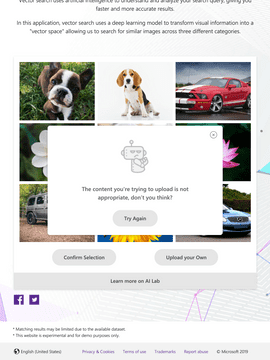 Vector search uses artificial intelligence to understand and analyze your search query, giving you
faster and more accurate results.
In this application, vector search uses a deep learning model to transform visual information into a
"vector space" allowing us to search for similar images across three different categories.
The content you're trying to upload is not
appropriate, don't you think?
Try Again
Confirm Selection
Upload your Own
Learn more on AI Lab
* Matching results may be limited due to the available dataset
* This website is experimental and for demo purposes only.
English (United States)
Privacy & Cookies
Terms of use
Trademarks
Report abuse
© Microsoft 2019